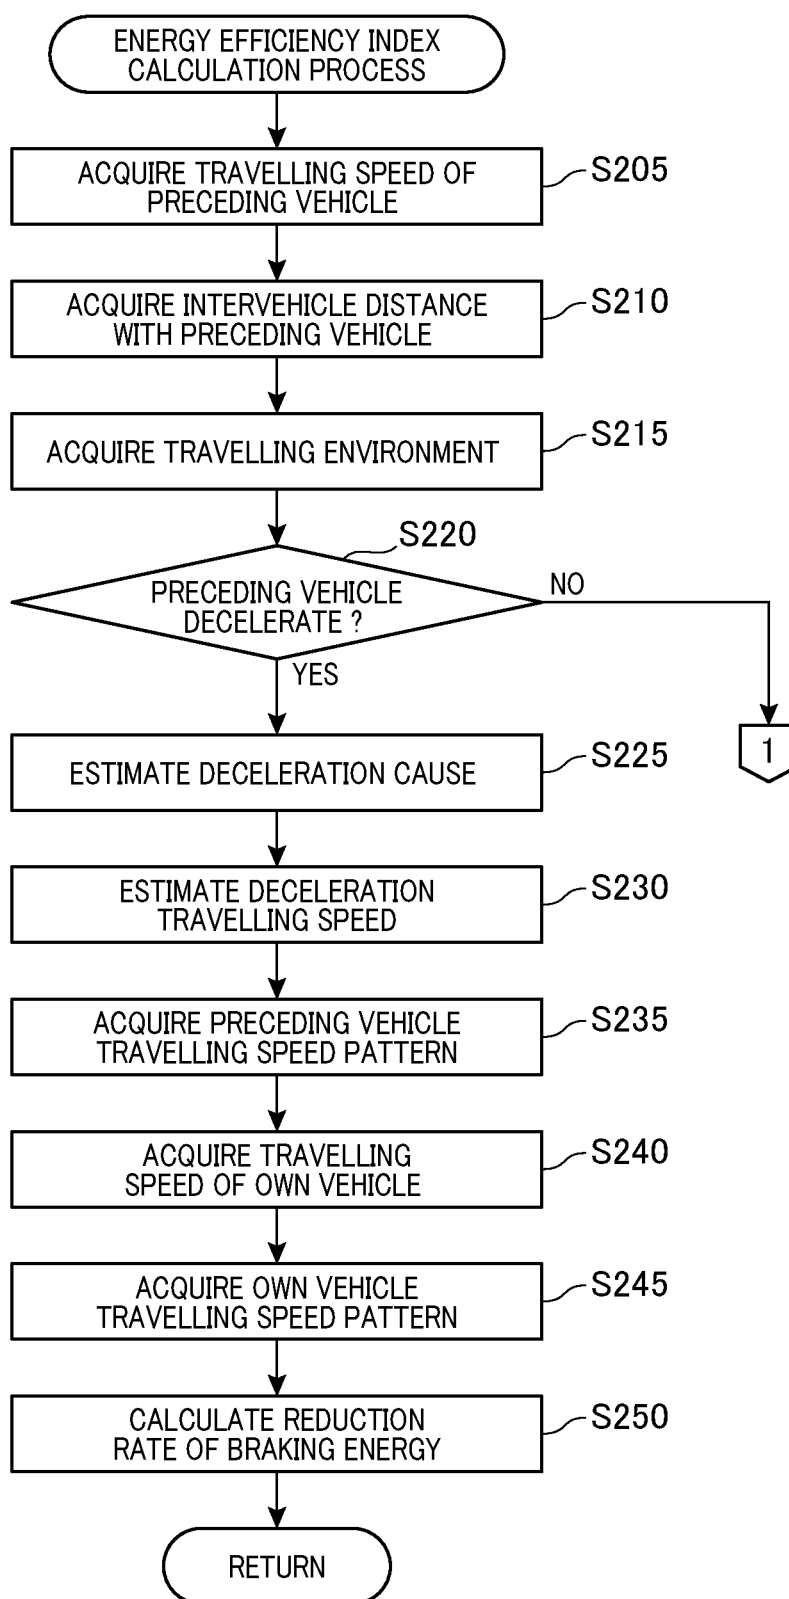 ENERGY EFFICIENCY INDEX
CALCULATION PROCESS
ACQUIRE TRAVELLING SPEED OF
PRECEDING VEHICLE
S205
ACQUIRE INTERVEHICLE DISTANCE
WITH PRECEDING VEHICLE
S210
ACQUIRE TRAVELLING ENVIRONMENT
S215
S220
PRECEDING VEHICLE
DECELERATE ?
NO
YES
1
ESTIMATE DECELERATION CAUSE
S225
ESTIMATE DECELERATION
TRAVELLING SPEED
S230
ACQUIRE PRECEDING VEHICLE
TRAVELLING SPEED PATTERN
S235
ACQUIRE TRAVELLING
SPEED OF OWN VEHICLE
S240
ACQUIRE OWN VEHICLE
TRAVELLING SPEED PATTERN
S245
CALCULATE REDUCTION
RATE OF BRAKING ENERGY
S250
RETURN